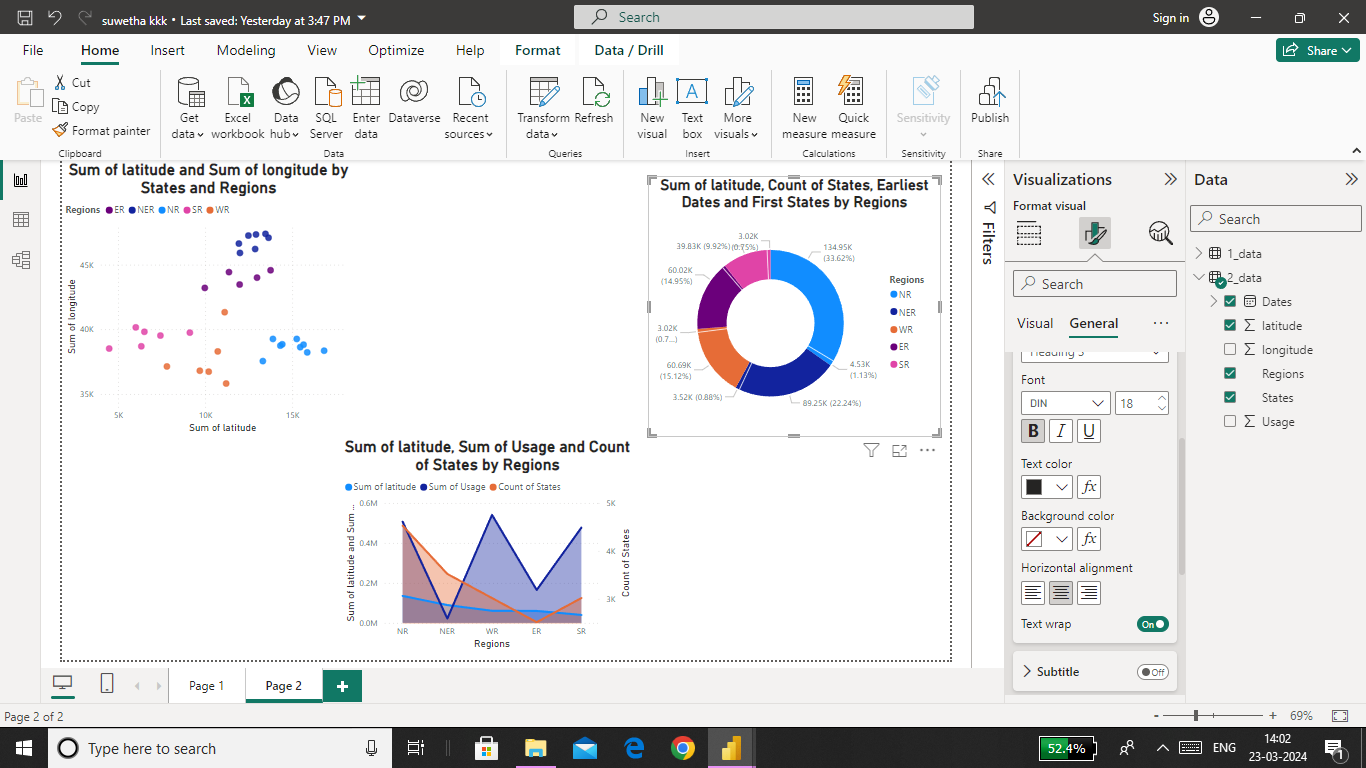 suwetha kkk • Last saved: Yesterday at 3:47 PM
Search
Sign in
File
Home
Insert
Modeling
View
Optimize
Help
Format
Data / Drill
Share
Paste
Cut
Copy
Format painter
Clipboard
Get data
Excel workbook
Data hub
SQL Server
Enter data
Dataverse
Recent sources
Data
Transform data
Refresh
Queries
New visual
Text box
More visuals
Insert
New measure
Quick measure
Calculations
Sensitivity
Sensitivity
Publish
Share
Sum of latitude and Sum of longitude by
States and Regions
Regions ER NER NR SR WR
Sum of longitude
45K
40K
35K
5K 10K 15K
Sum of latitude
Sum of latitude, Count of States, Earliest
Dates and First States by Regions
3.02K
(0.75%)
39.83K (9.92%)
134.95K
(33.62%)
60.02K
(14.95%)
3.02K
(0.7...)
60.69K
(15.12%)
3.52K (0.88%)
89.25K (22.24%)
4.53K
(1.13%)
Regions
NR
NER
WR
ER
SR
Sum of latitude, Sum of Usage and Count
of States by Regions
Sum of latitude Sum of Usage Count of States
Sum of latitude and Sum ...
0.6M
0.4M
0.2M
0.0M
5K
4K
3K
Count of States
NR NER WR ER SR
Regions
Filters
Visualizations
Format visual
Search
Visual
General
Heading 3
Font
DIN
18
B I U
Text color
fx
Background color
fx
Horizontal alignment
Text wrap
On
Subtitle
Off
Data
Search
1_data
2_data
Dates
latitude
longitude
Regions
States
Usage
Page 1
Page 2
Page 2 of 2
69%
Type here to search
52.4%
ENG
14:02
23-03-2024
1